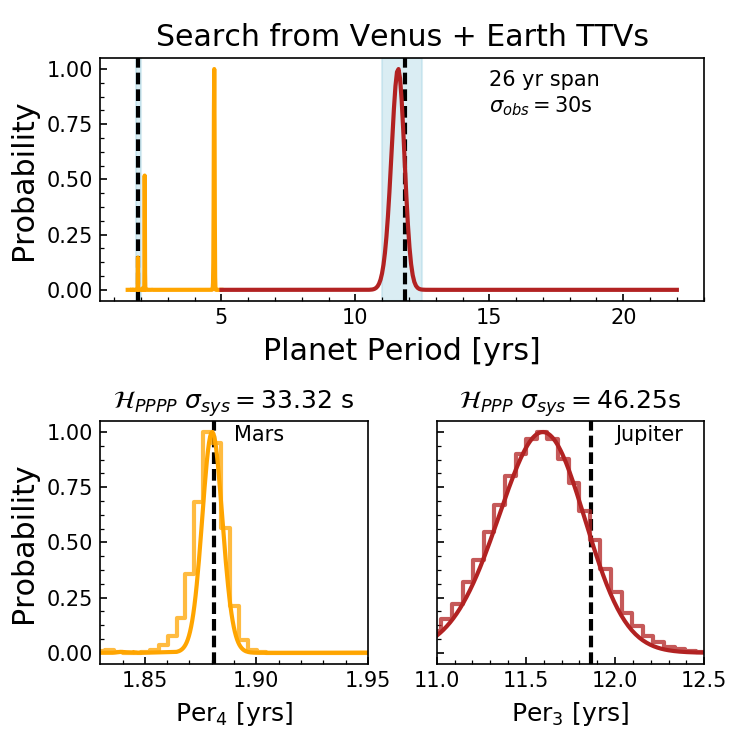 Search from Venus + Earth TTVs
26 yr span
σ_obs = 30s
Probability
1.00
0.75
0.50
0.25
0.00
5 10 15 20
Planet Period [yrs]
ℋ_PPPP σ_sys = 33.32 s
Mars
Probability
1.00
0.75
0.50
0.25
0.00
1.85 1.90 1.95
Per_4 [yrs]
ℋ_PPP σ_sys = 46.25s
Jupiter
11.0 11.5 12.0 12.5
Per_3 [yrs]